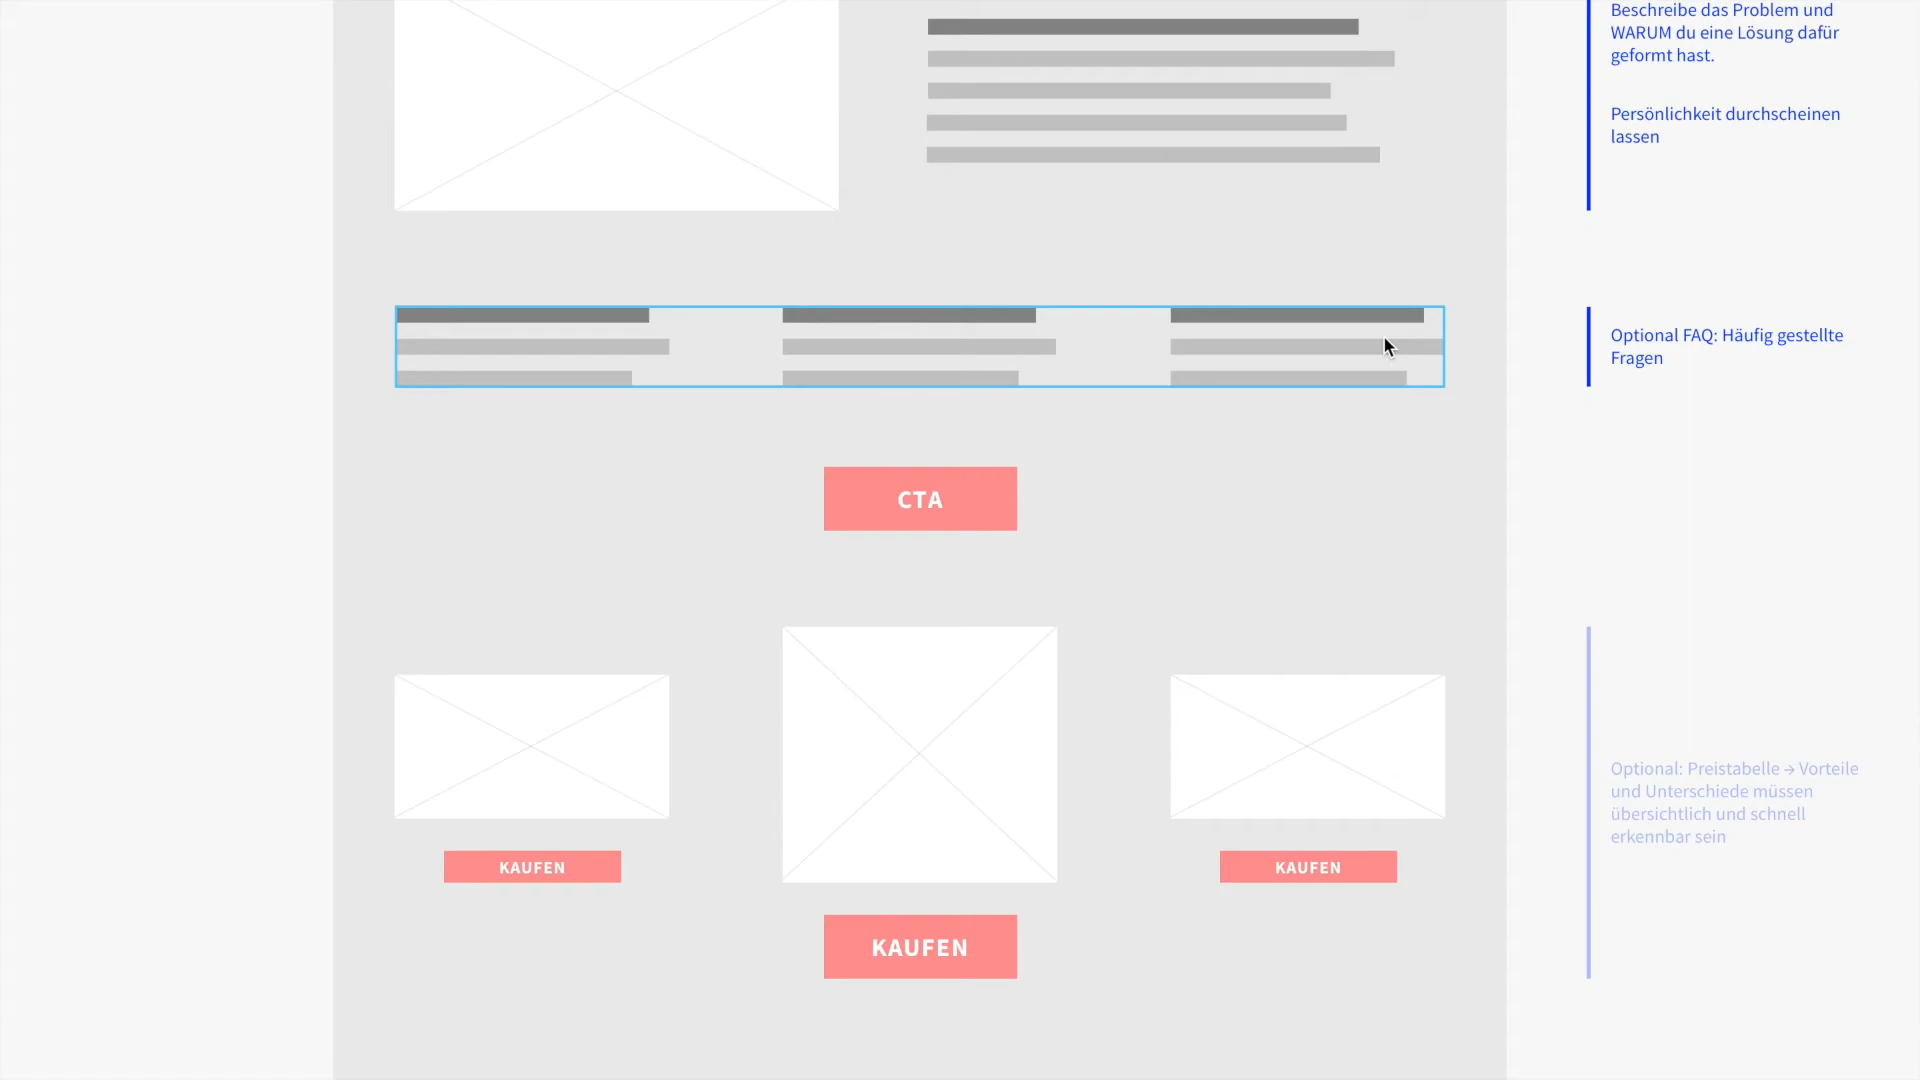 Beschreibe das Problem und
WARUM du eine Lösung dafür
geformt hast.
Persönlichkeit durchscheinen
lassen
Optional FAQ: Häufig gestellte
Fragen
CTA
Optional: Preistabelle → Vorteile
und Unterschiede müssen
übersichtlich und schnell
erkennbar sein
KAUFEN
KAUFEN
KAUFEN